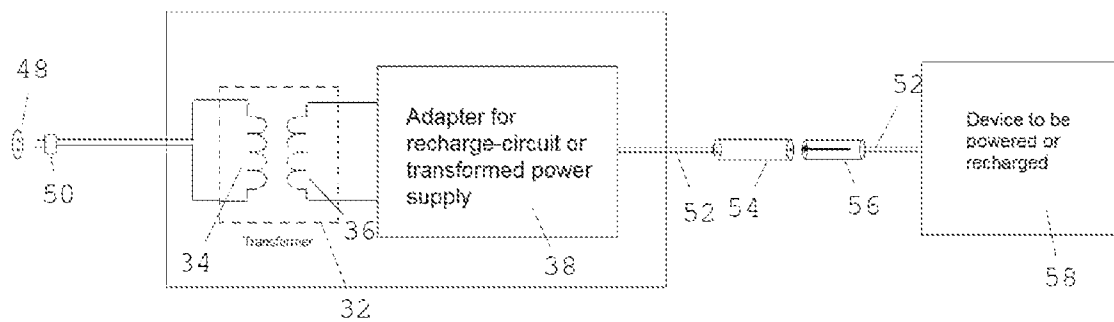 48
50
34
Transformer
36
32
Adapter for
recharge-circuit or
transformed power
supply
38
52
54
56
52
Device to be
powered or
recharged
58